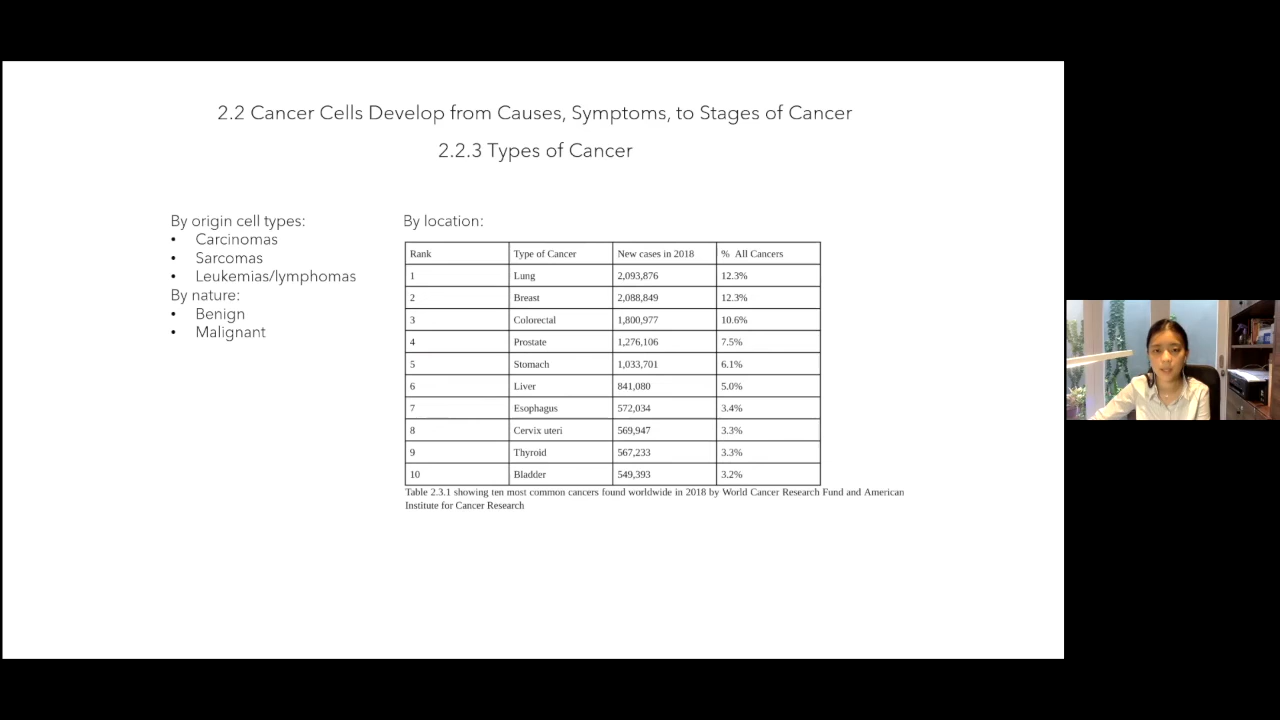 2.2 Cancer Cells Develop from Causes, Symptoms, to Stages of Cancer
2.2.3 Types of Cancer
By origin cell types:
• Carcinomas
• Sarcomas
• Leukemias/lymphomas
By nature:
• Benign
• Malignant
By location:
Rank Type of Cancer New cases in 2018 % All Cancers
1 Lung 2,093,876 12.3%
2 Breast 2,088,849 12.3%
3 Colorectal 1,800,977 10.6%
4 Prostate 1,276,106 7.5%
5 Stomach 1,033,701 6.1%
6 Liver 841,080 5.0%
7 Esophagus 572,034 3.4%
8 Cervix uteri 569,947 3.3%
9 Thyroid 567,233 3.3%
10 Bladder 549,393 3.2%
Table 2.3.1 showing ten most common cancers found worldwide in 2018 by World Cancer Research Fund and American
Institute for Cancer Research